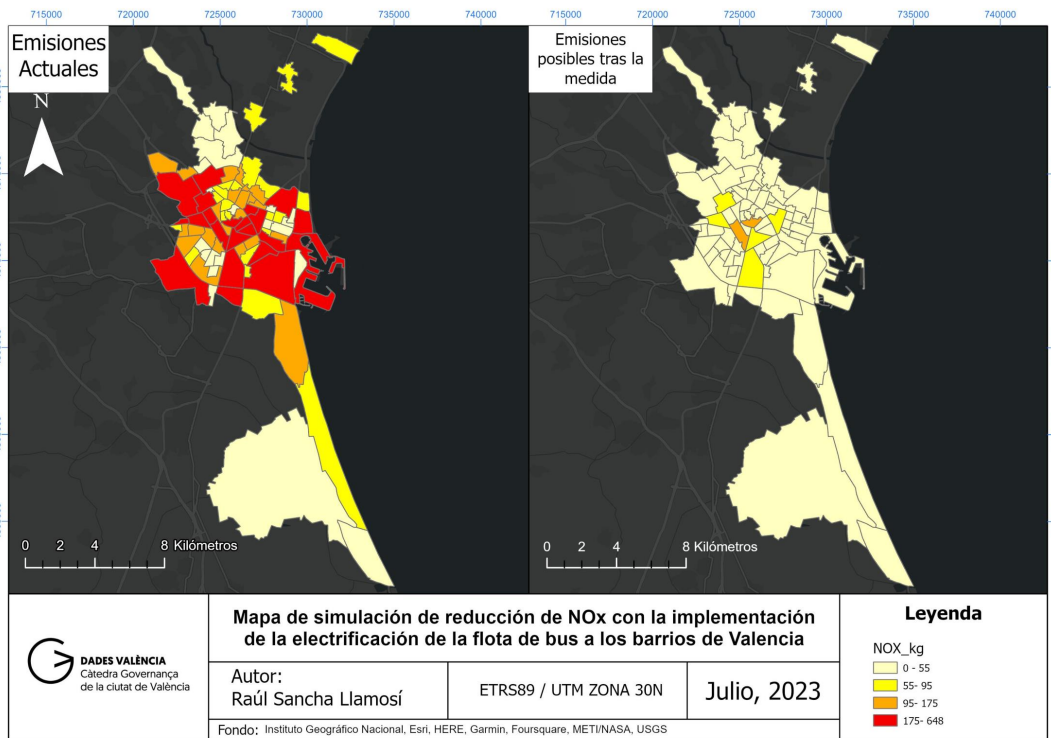 715000 720000 725000 730000 735000 740000
715000 720000 725000 730000 735000 740000
Emisiones
Actuales
N
Emisiones
posibles tras la
medida
0 2 4 8 Kilómetros
0 2 4 8 Kilómetros
DADES VALÈNCIA
Càtedra Governança
de la ciutat de València
Mapa de simulación de reducción de NOx con la implementación
de la electrificación de la flota de bus a los barrios de Valencia
Autor:
Raúl Sancha Llamosí
ETRS89 / UTM ZONA 30N
Julio, 2023
Fondo: Instituto Geográfico Nacional, Esri, HERE, Garmin, Foursquare, METI/NASA, USGS
Leyenda
NOX_kg
0 - 55
55- 95
95- 175
175- 648